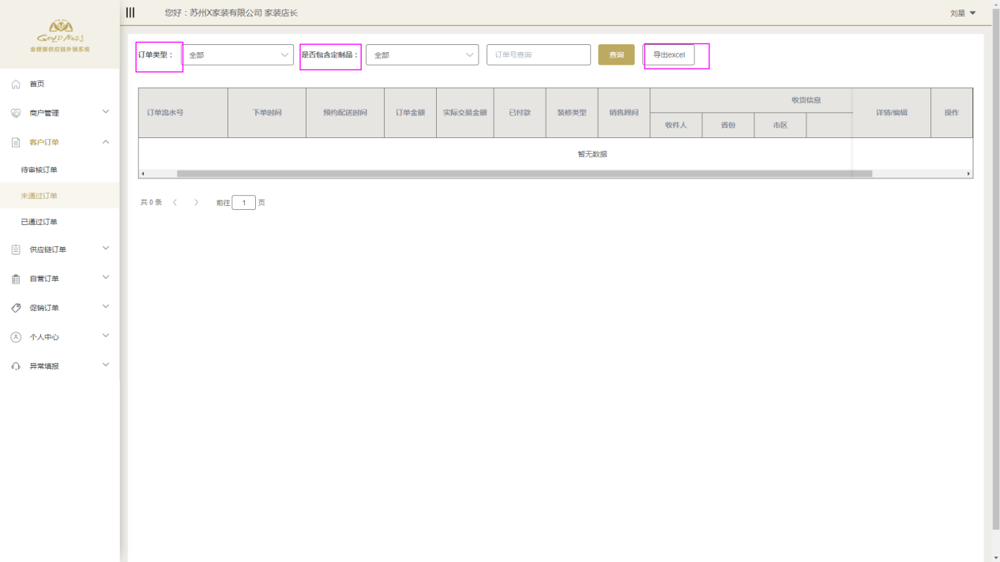 您好：苏州X家装有限公司 家装店长
刘星
GOLD MANTIS
金螳螂供应链外销系统
首页
商户管理
客户订单
待审核订单
未通过订单
已通过订单
供应链订单
自营订单
促销订单
个人中心
异常填报
订单类型： 全部 是否包含定制品： 全部 订单号查询 查询 导出excel
订单流水号 下单时间 预约配送时间 订单金额 实际交易金额 已付款 装修类型 销售顾问 收货信息 详情/编辑 操作
收件人 省份 市区
暂无数据
共 0 条 前往 1 页